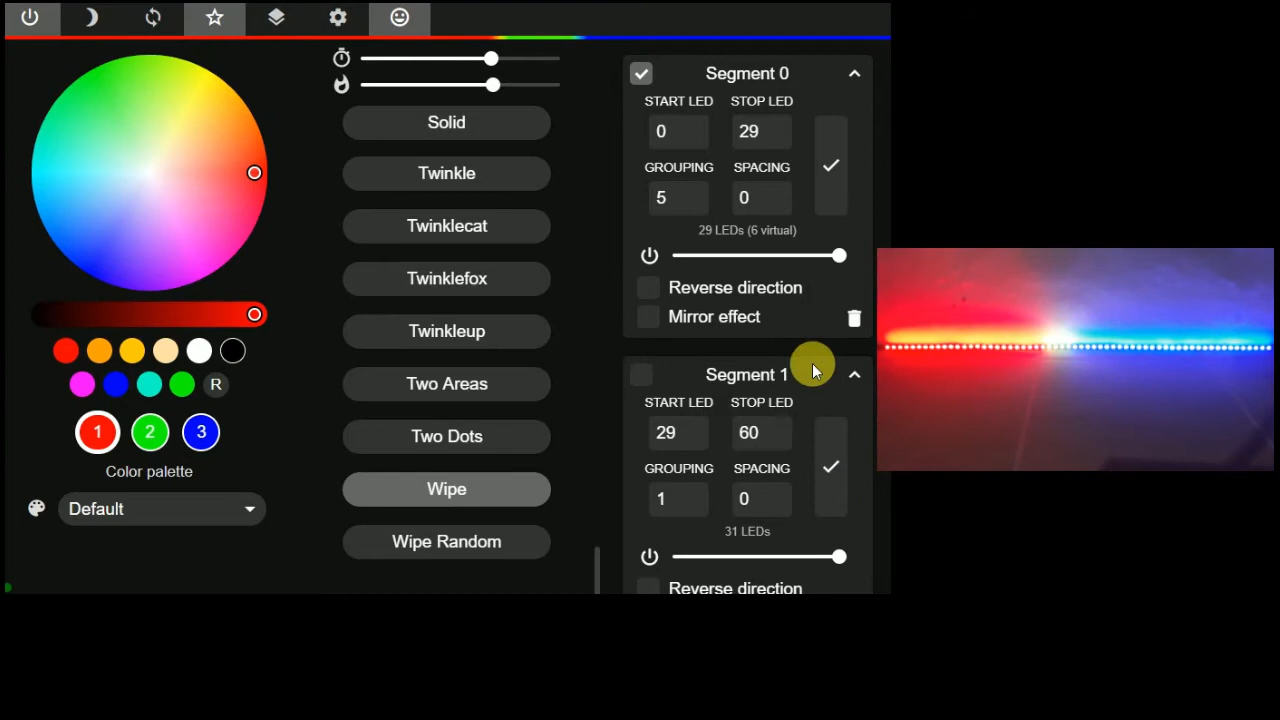 Solid
Twinkle
Twinklecat
Twinklefox
Twinkleup
Two Areas
Two Dots
Wipe
Wipe Random
R
1 2 3
Color palette
Default
Segment 0
START LED STOP LED
0 29
GROUPING SPACING
5 0
29 LEDs (6 virtual)
Reverse direction
Mirror effect
Segment 1
START LED STOP LED
29 60
GROUPING SPACING
1 0
31 LEDs
Reverse direction